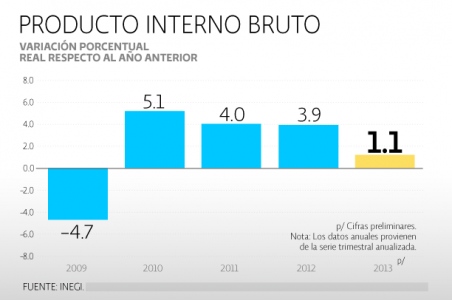 PRODUCTO INTERNO BRUTO
VARIACIÓN PORCENTUAL
REAL RESPECTO AL AÑO ANTERIOR
8.0
6.0
4.0
2.0
0.0
-2.0
-4.0
-6.0
-8.0
-4.7
5.1
4.0
3.9
1.1
p/ Cifras preliminares.
Nota: Los datos anuales provienen
de la serie trimestral anualizada.
2009 2010 2011 2012 2013 p/
FUENTE: INEGI